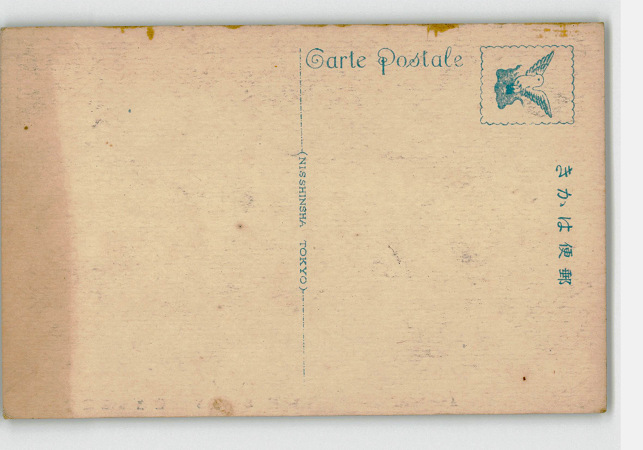 Carte Postale
郵便はかき
(NISSHINSHA TOKYO)